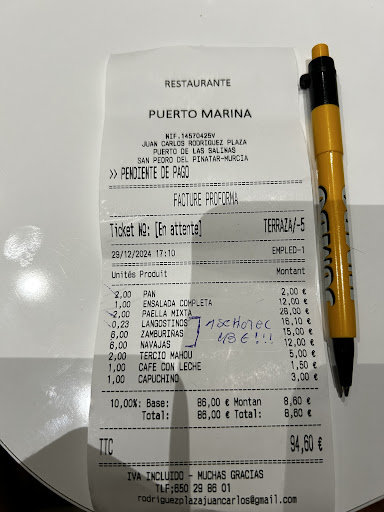 RESTAURANTE
PUERTO MARINA
NIF.14570425V
JUAN CARLOS RODRIGUEZ PLAZA
PUERTO DE LAS SALINAS
SAN PEDRO DEL PINATAR-MURCIA
>> PENDIENTE DE PAGO
FACTURE PROFORMA
Ticket Nº: [En attente] TERRAZA/-5
29/12/2024 17:10 EMPLED-1
Unités Produit Montant
2,00 PAN 2,00 €
1,00 ENSALADA COMPLETA 12,00 €
2,00 PAELLA MIXTA 28,00 €
0,23 LANGOSTINOS 16,10 €
6,00 ZAMBURIÑAS 15,00 €
6,00 NAVAJAS 12,00 €
48 € !!!
2,00 TERCIO MAHOU 5,00 €
1,00 CAFE CON LECHE 1,50 €
1,00 CAPUCHINO 3,00 €
10,00%: Base: 86,00 € Montan 8,60 €
Total: 86,00 € Total: 8,60 €
TTC 94,60 €
IVA INCLUIDO - MUCHAS GRACIAS
TLF:650 29 86 01
rodriguezplazajuancarlos@gmail.com